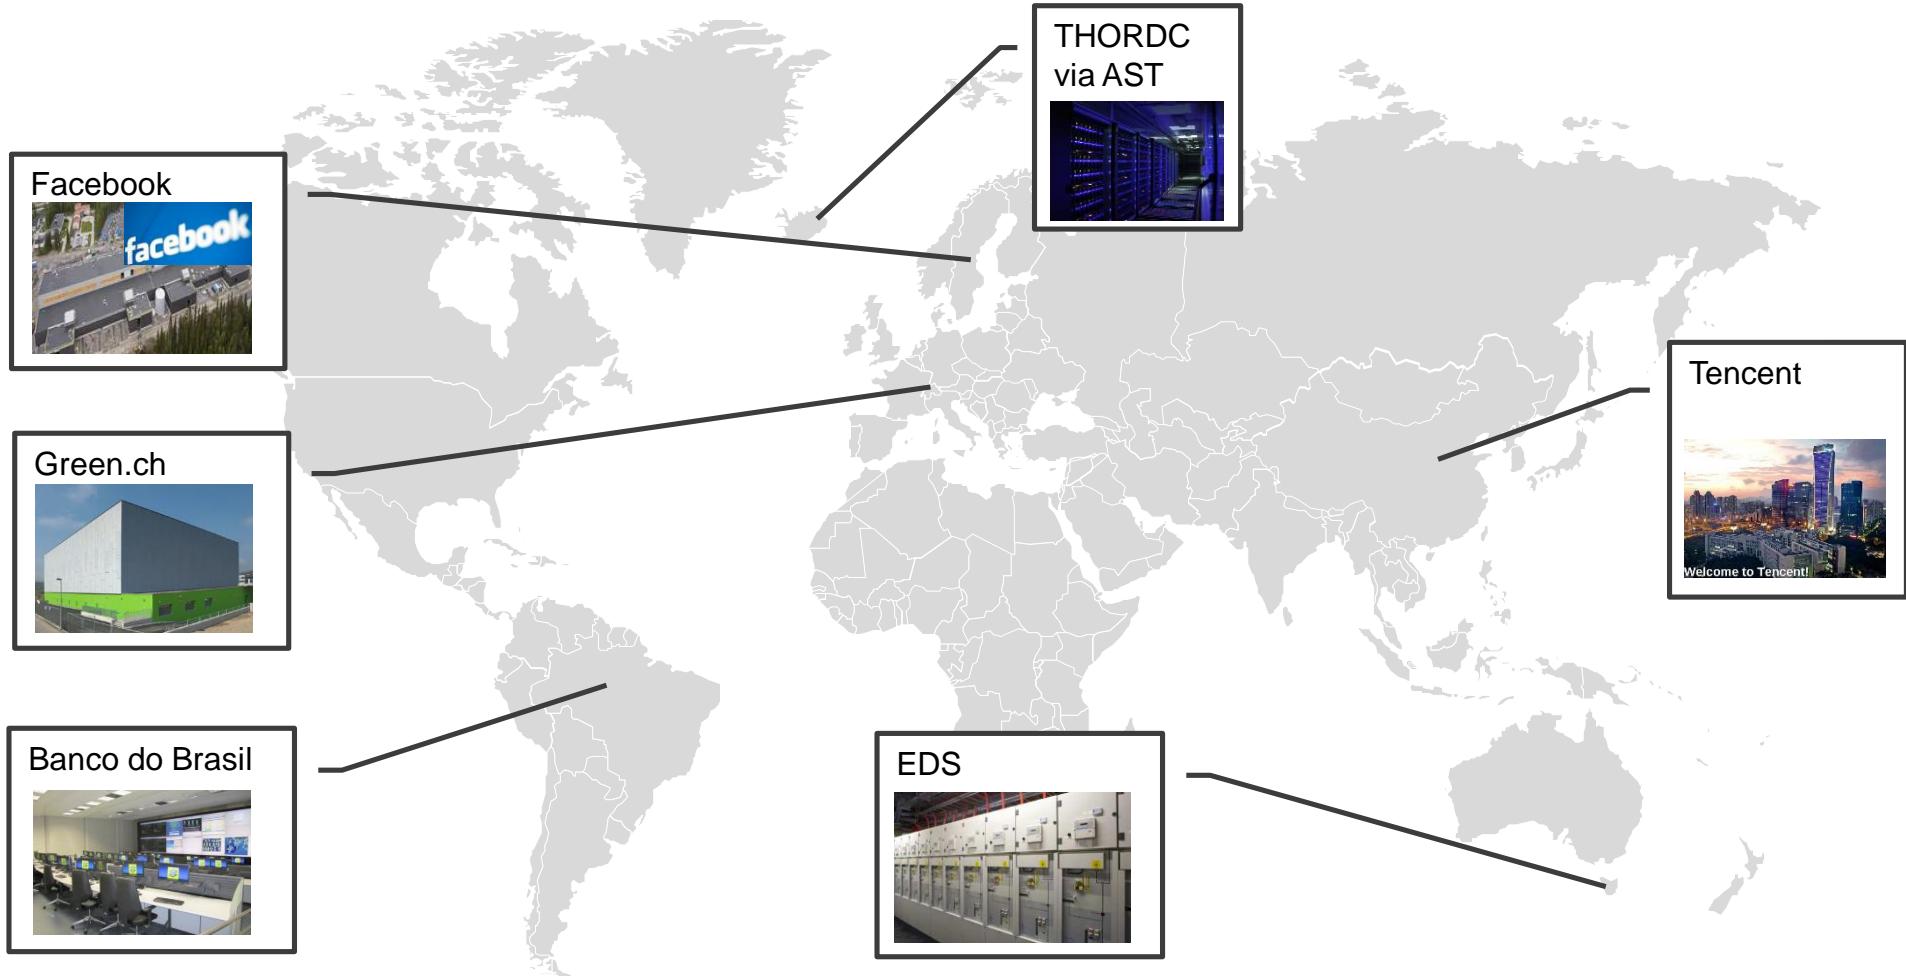 THORDC
via AST
Facebook
facebook
Tencent
Welcome to Tencent!
Green.ch
Banco do Brasil
EDS